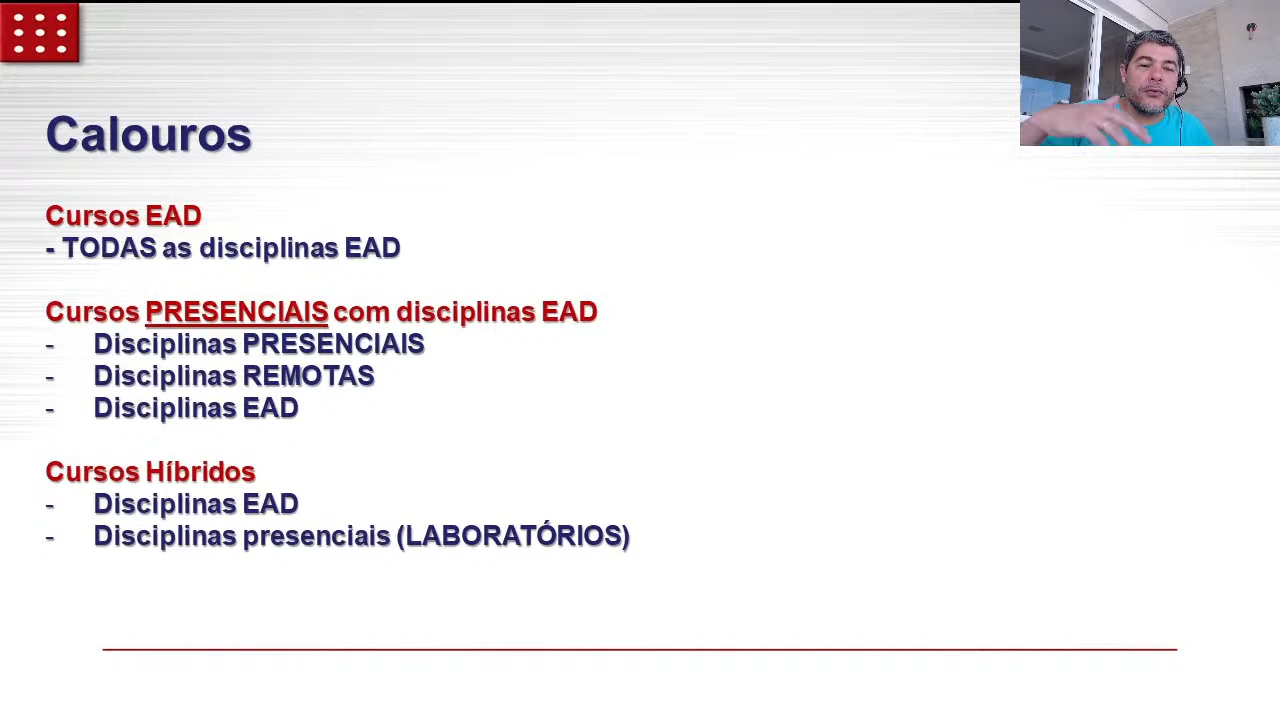 Calouros
Cursos EAD
- TODAS as disciplinas EAD
Cursos PRESENCIAIS com disciplinas EAD
- Disciplinas PRESENCIAIS
- Disciplinas REMOTAS
- Disciplinas EAD
Cursos Híbridos
- Disciplinas EAD
- Disciplinas presenciais (LABORATÓRIOS)